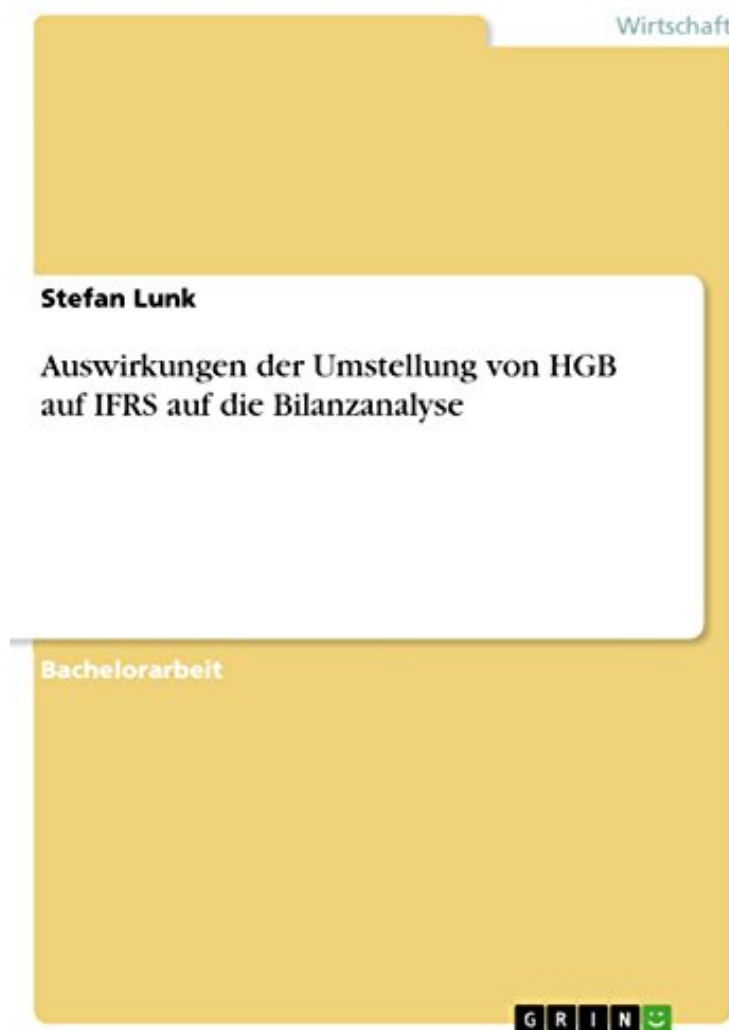 Wirtschaft
Stefan Lunk
Auswirkungen der Umstellung von HGB
auf IFRS auf die Bilanzanalyse
Bachelorarbeit
GRIN